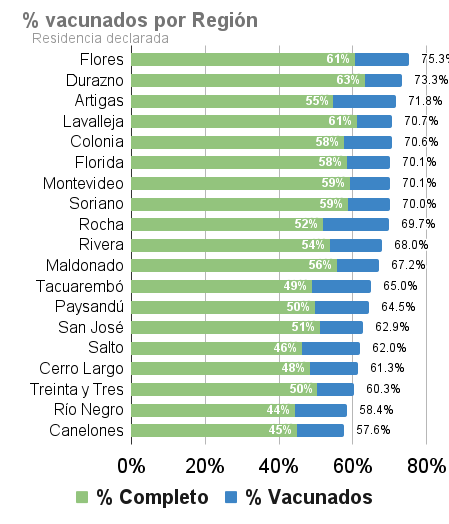 % vacunados por Región
Residencia declarada
Flores 61% 75.3%
Durazno 63% 73.3%
Artigas 55% 71.8%
Lavalleja 61% 70.7%
Colonia 58% 70.6%
Florida 58% 70.1%
Montevideo 59% 70.1%
Soriano 59% 70.0%
Rocha 52% 69.7%
Rivera 54% 68.0%
Maldonado 56% 67.2%
Tacuarembó 49% 65.0%
Paysandú 50% 64.5%
San José 51% 62.9%
Salto 46% 62.0%
Cerro Largo 48% 61.3%
Treinta y Tres 50% 60.3%
Río Negro 44% 58.4%
Canelones 45% 57.6%
0% 20% 40% 60% 80%
% Completo % Vacunados